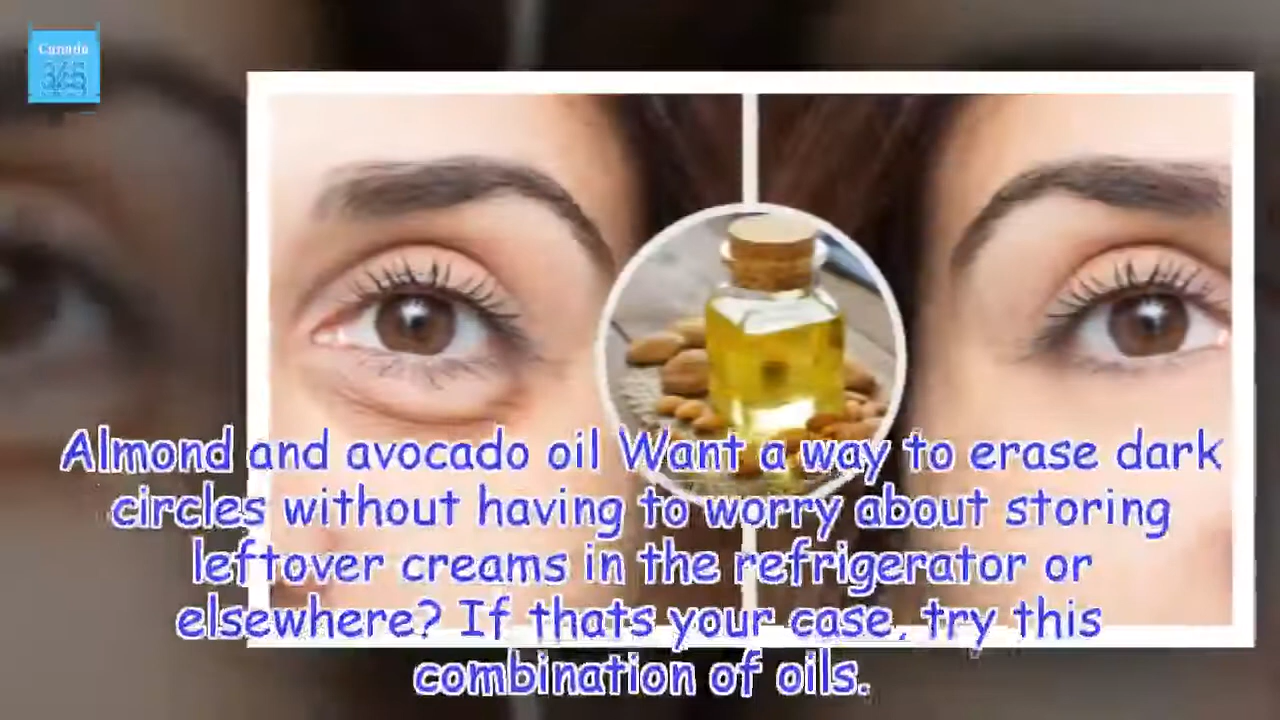 Canada
365
Almond and avocado oil Want a way to erase dark
circles without having to worry about storing
leftover creams in the refrigerator or
elsewhere? If thats your case, try this
combination of oils.